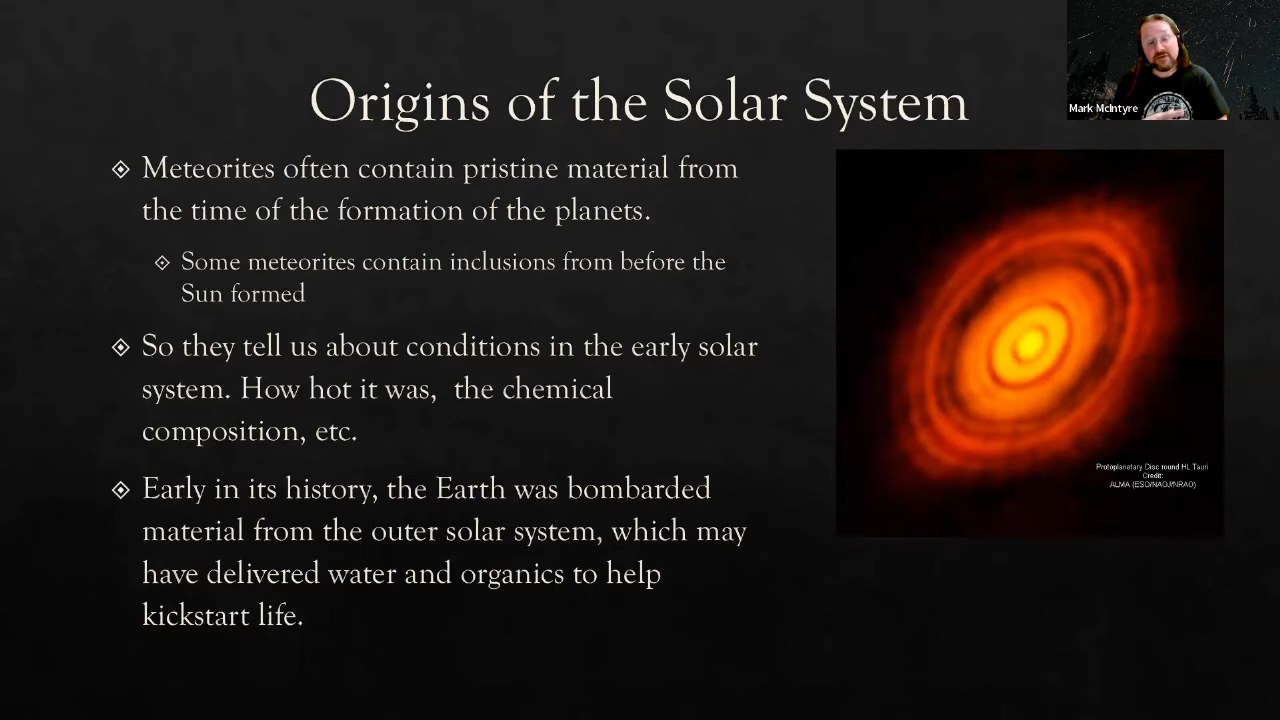 Origins of the Solar System
Mark McIntyre
Meteorites often contain pristine material from
the time of the formation of the planets.
Some meteorites contain inclusions from before the
Sun formed
So they tell us about conditions in the early solar
system. How hot it was,  the chemical
composition, etc.
Early in its history, the Earth was bombarded
material from the outer solar system, which may
have delivered water and organics to help
kickstart life.
Protoplanetary Disc round HL Tauri
Credit:
ALMA (ESO/NAOJ/NRAO)